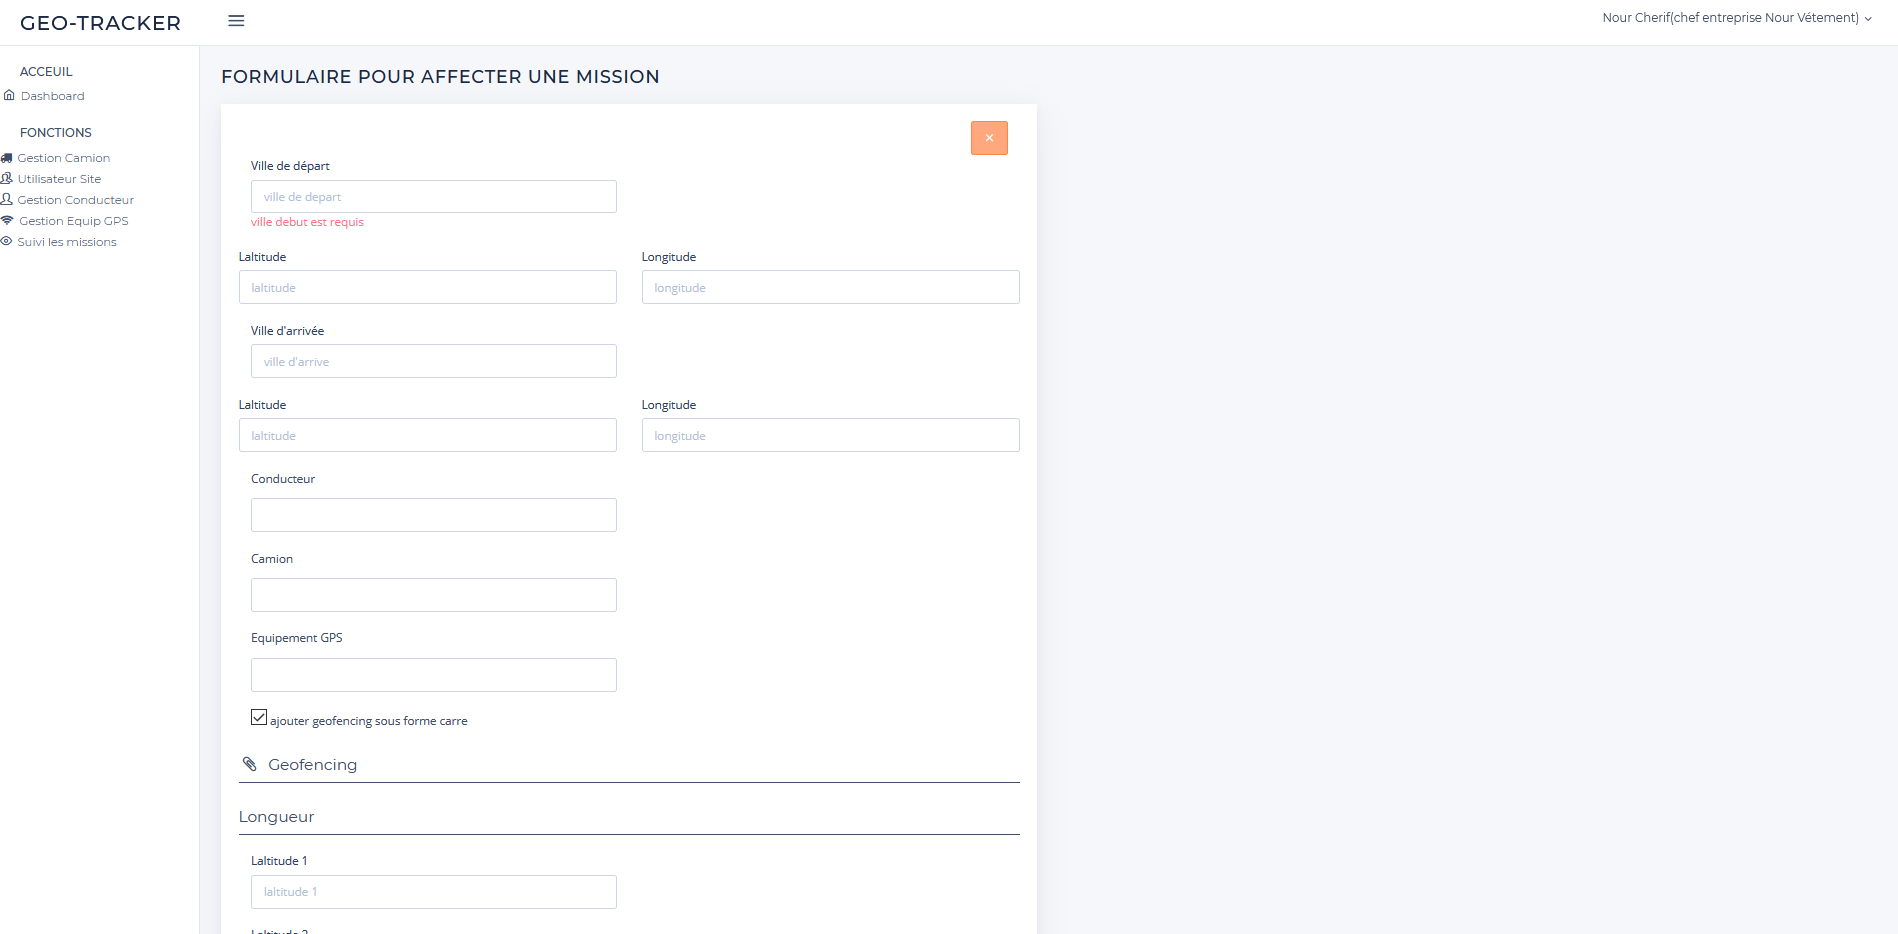 GEO-TRACKER
Nour Cherif(chef entreprise Nour Vétement)
ACCEUIL
Dashboard
FONCTIONS
Gestion Camion
Utilisateur Site
Gestion Conducteur
Gestion Equip GPS
Suivi les missions
FORMULAIRE POUR AFFECTER UNE MISSION
×
Ville de départ
ville de depart
ville debut est requis
Laltitude Longitude
laltitude longitude
Ville d'arrivée
ville d'arrive
Laltitude Longitude
laltitude longitude
Conducteur
Camion
Equipement GPS
ajouter geofencing sous forme carre
Geofencing
Longueur
Laltitude 1
laltitude 1
Laltitude 2